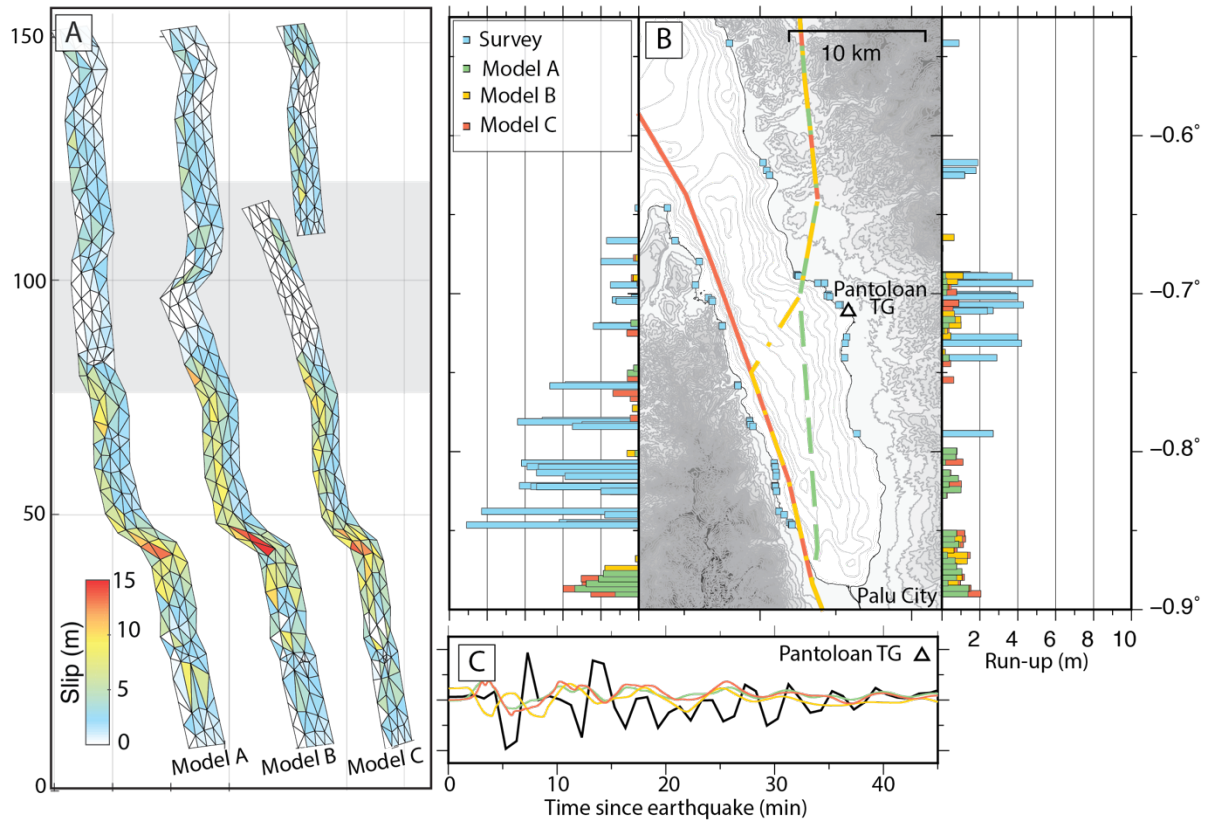 A
150
100
50
0
15
10
5
0
Slip (m)
Model A
Model B
Model C
Survey
Model A
Model B
Model C
B
10 km
Pantoloan
TG
Palu City
−0.6˚
−0.7˚
−0.8˚
−0.9˚
2 4 6 8 10
Run-up (m)
C
Pantoloan TG
0 10 20 30 40
Time since earthquake (min)